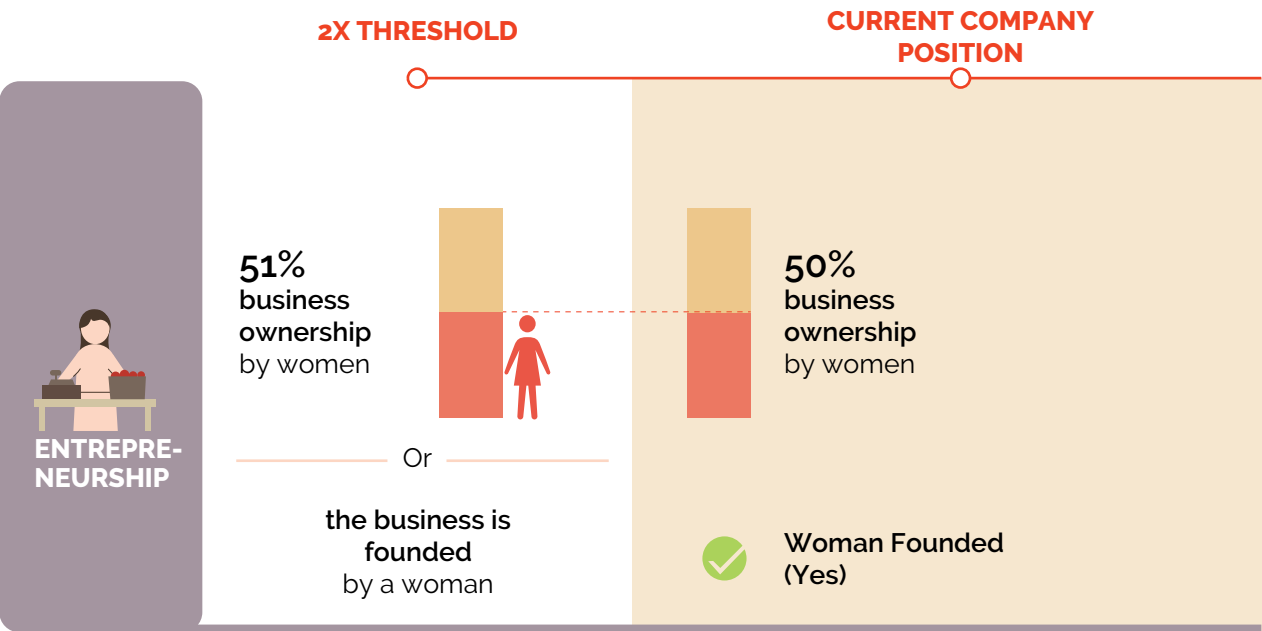 2X THRESHOLD
CURRENT COMPANY
POSITION
ENTREPRE-
NEURSHIP
51%
business
ownership
by women
Or
the business is
founded
by a woman
50%
business
ownership
by women
Woman Founded
(Yes)